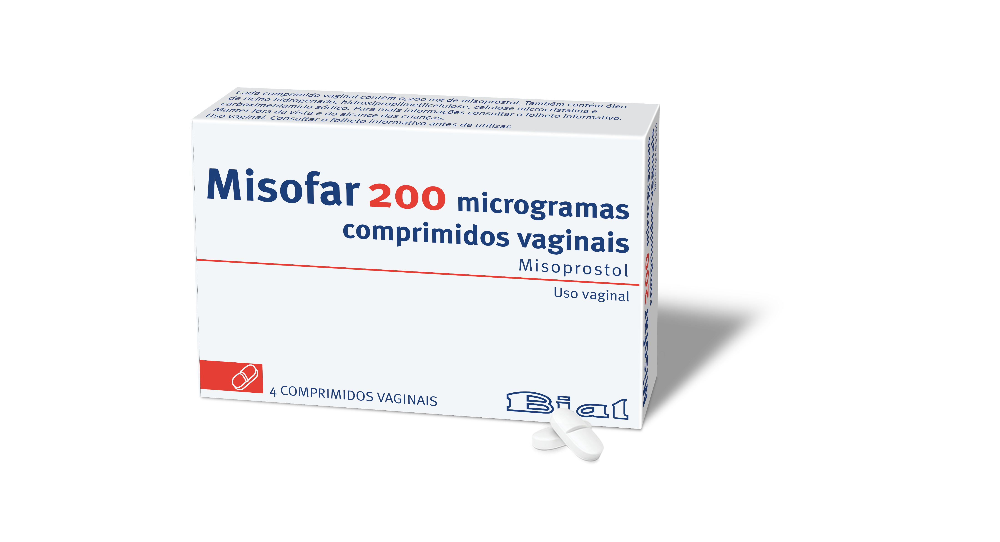 Cada comprimido vaginal contém 0,200 mg de misoprostol. Também contém óleo
de rícino hidrogenado, hidroxipropilmetilcelulose, celulose microcristalina e
carboximetilamido sódico. Para mais informações consultar o folheto informativo.
Manter fora da vista e do alcance das crianças.
Uso vaginal. Consultar o folheto informativo antes de utilizar.
Misofar 200 microgramas
comprimidos vaginais
Misoprostol
Uso vaginal
4 COMPRIMIDOS VAGINAIS
Bial
Misofar 200 microgramas
comprimidos vaginais
Misoprostol